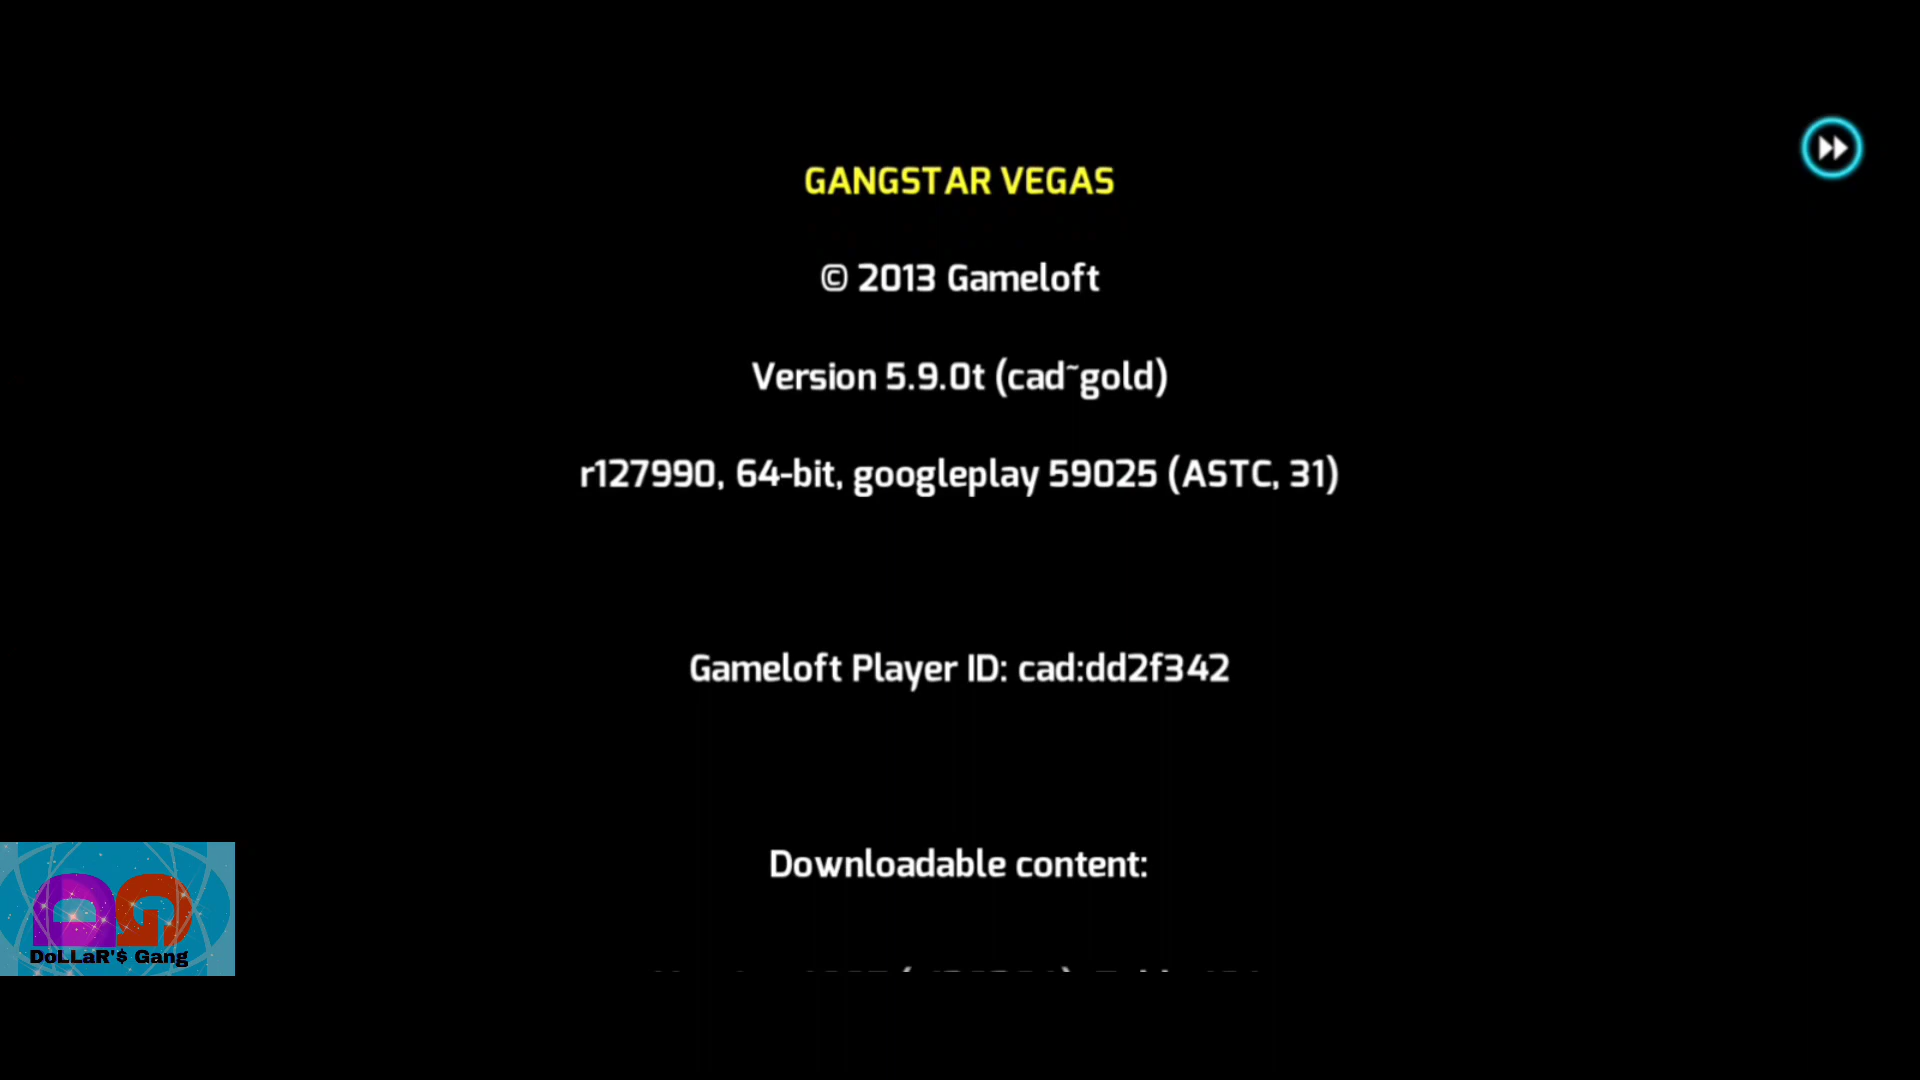 GANGSTAR VEGAS
© 2013 Gameloft
Version 5.9.0t (cad~gold)
r127990, 64-bit, googleplay 59025 (ASTC, 31)
Gameloft Player ID: cad:dd2f342
Downloadable content:
DG
DoLLaR'$ Gang